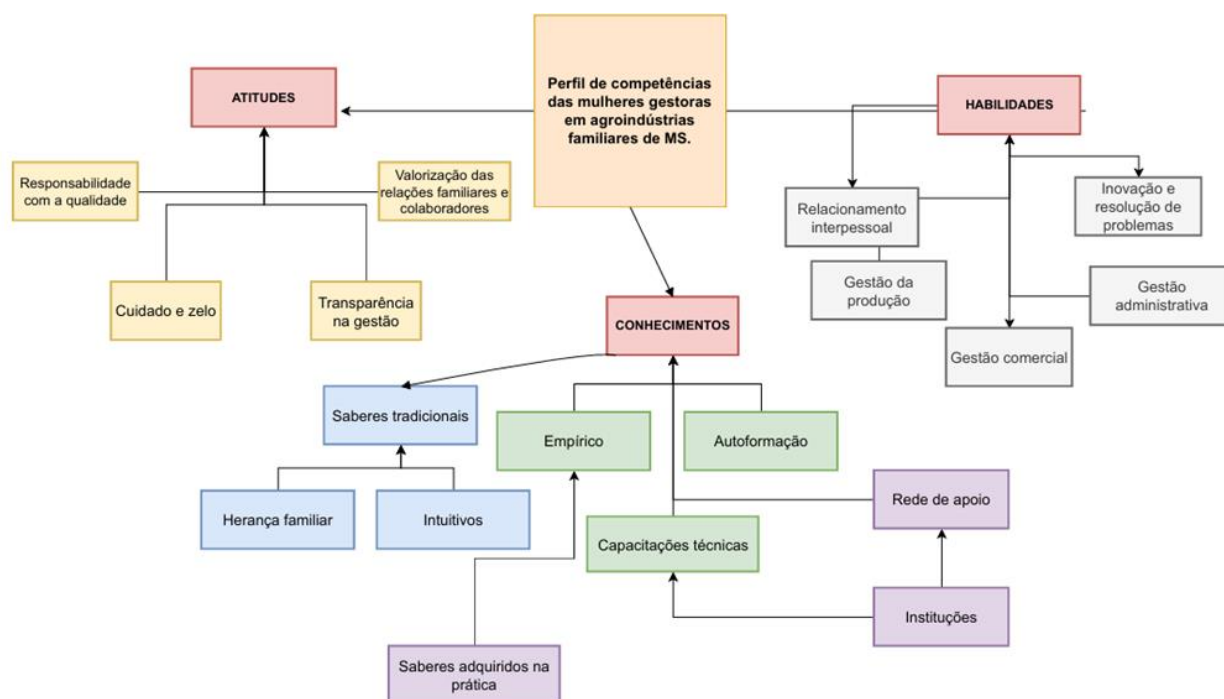 Perfil de competências
das mulheres gestoras
em agroindústrias
familiares de MS.
ATITUDES
HABILIDADES
Responsabilidade
com a qualidade
Valorização das
relações familiares e
colaboradores
Cuidado e zelo
Transparência
na gestão
Relacionamento
interpessoal
Inovação e
resolução de
problemas
Gestão da
produção
Gestão
administrativa
Gestão comercial
CONHECIMENTOS
Saberes tradicionais
Herança familiar
Intuitivos
Empírico
Autoformação
Capacitações técnicas
Rede de apoio
Instituções
Saberes adquiridos na
prática